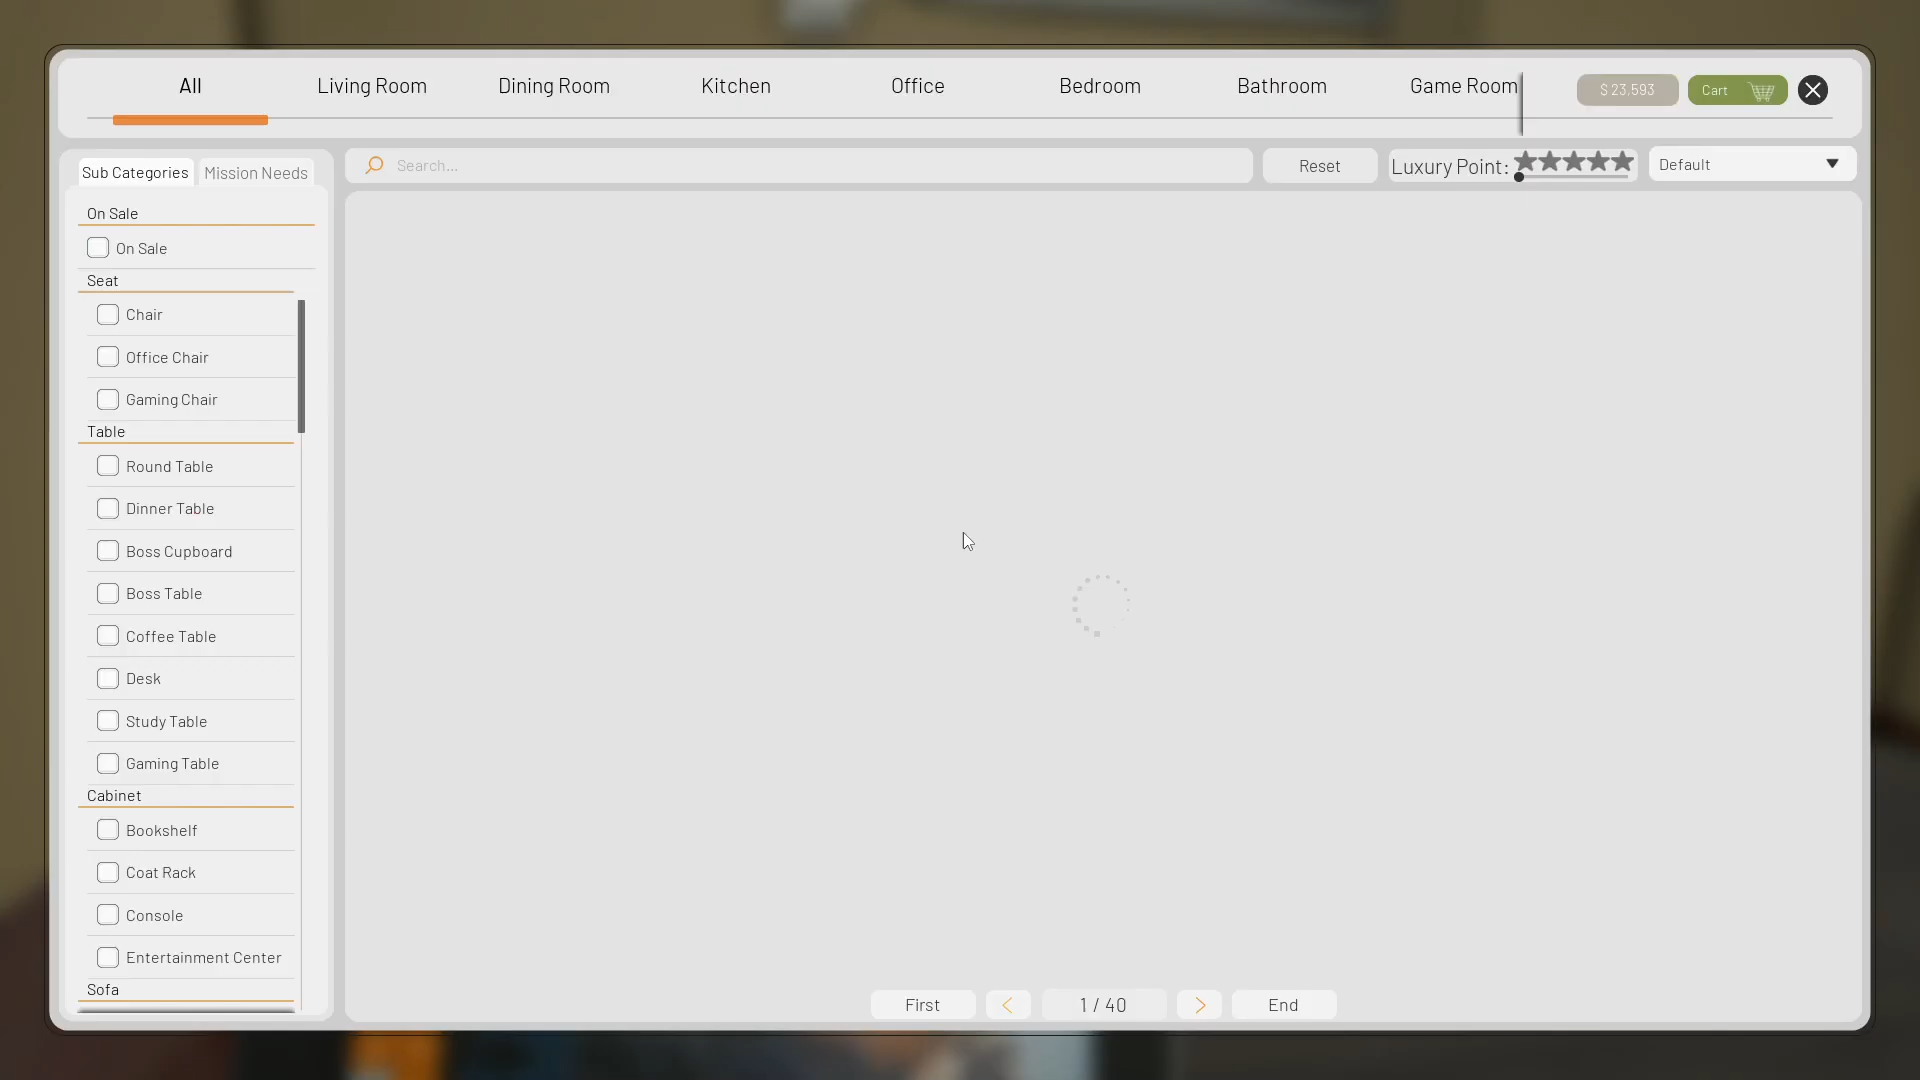 All
Living Room
Dining Room
Kitchen
Office
Bedroom
Bathroom
Game Room
$ 23,593
Cart
Sub Categories
Mission Needs
Search...
Reset
Luxury Point:
Default
On Sale
On Sale
Seat
Chair
Office Chair
Gaming Chair
Table
Round Table
Dinner Table
Boss Cupboard
Boss Table
Coffee Table
Desk
Study Table
Gaming Table
Cabinet
Bookshelf
Coat Rack
Console
Entertainment Center
Sofa
First
<
1 / 40
>
End